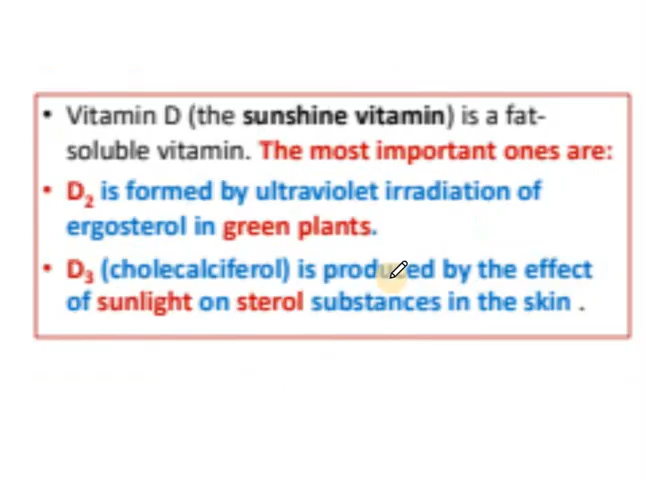 • Vitamin D (the sunshine vitamin) is a fat-
soluble vitamin. The most important ones are:
• D₂ is formed by ultraviolet irradiation of
ergosterol in green plants.
• D₃ (cholecalciferol) is produced by the effect
of sunlight on sterol substances in the skin .